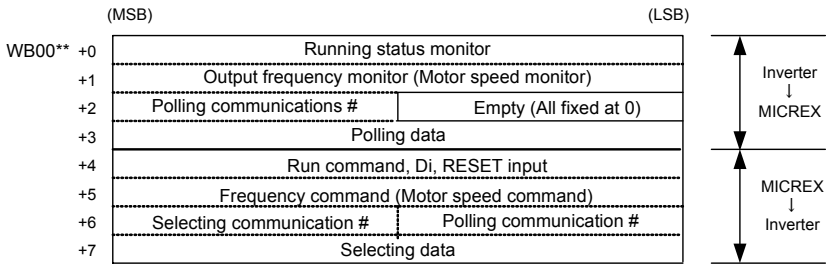 (MSB) (LSB)
WB00** +0 Running status monitor
+1 Output frequency monitor (Motor speed monitor)
+2 Polling communications # Empty (All fixed at 0)
+3 Polling data
Inverter
↓
MICREX
+4 Run command, Di, RESET input
+5 Frequency command (Motor speed command)
+6 Selecting communication # Polling communication #
+7 Selecting data
MICREX
↓
Inverter